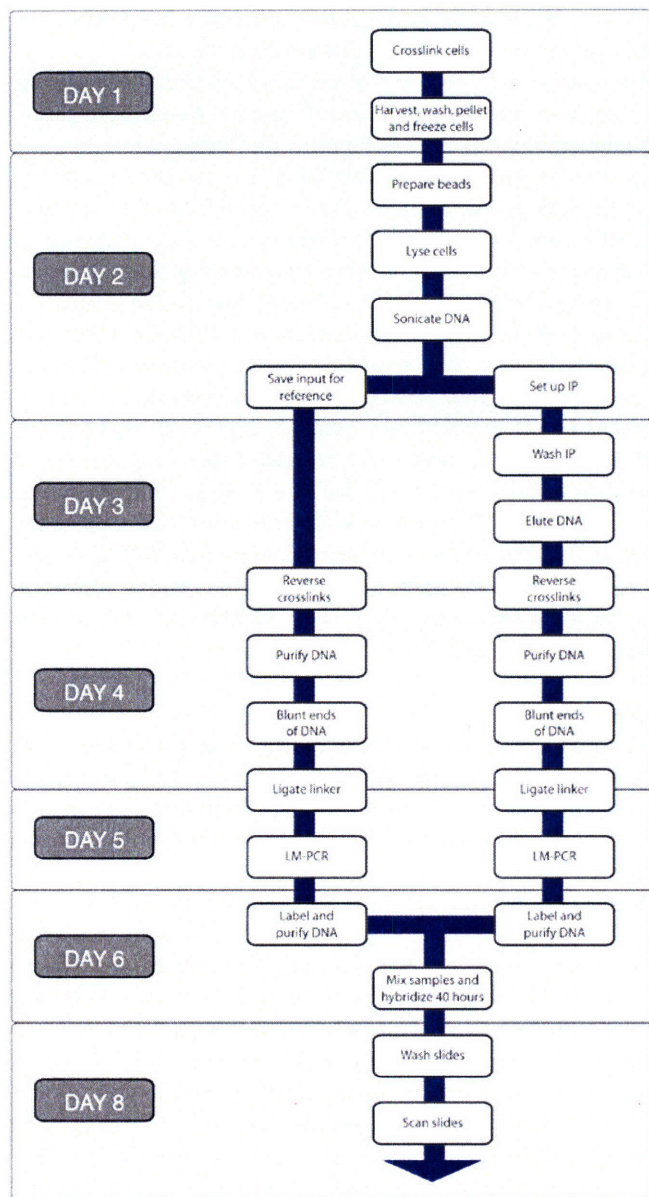 DAY 1
Crosslink cells
Harvest, wash, pellet
and freeze cells
DAY 2
Prepare beads
Lyse cells
Sonicate DNA
Save input for
reference
Set up IP
DAY 3
Wash IP
Elute DNA
Reverse
crosslinks
Reverse
crosslinks
DAY 4
Purify DNA
Purify DNA
Blunt ends
of DNA
Blunt ends
of DNA
Ligate linker
Ligate linker
DAY 5
LM-PCR
LM-PCR
DAY 6
Label and
purify DNA
Label and
purify DNA
Mix samples and
hybridize 40 hours
DAY 8
Wash slides
Scan slides